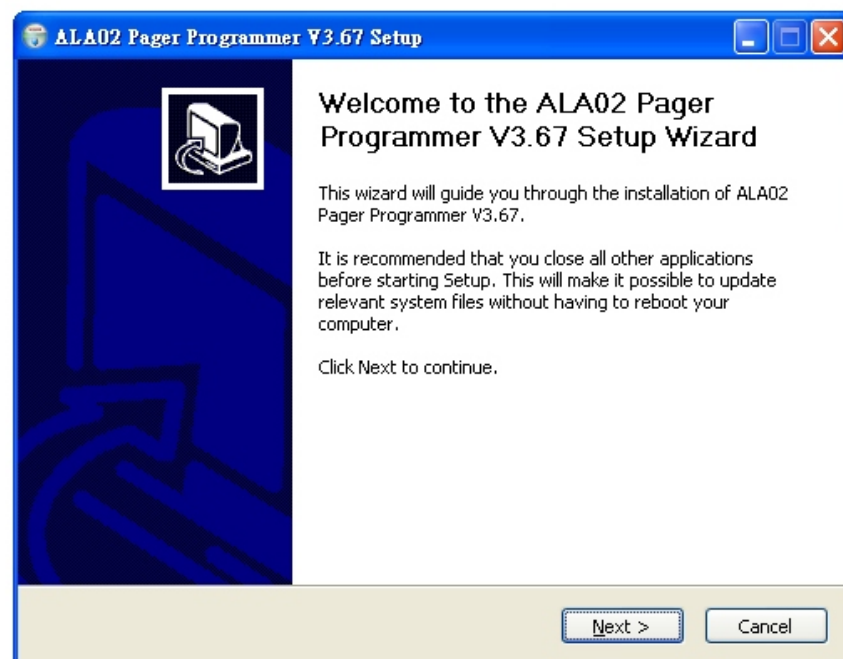 ALA02 Pager Programmer V3.67 Setup
Welcome to the ALA02 Pager
Programmer V3.67 Setup Wizard
This wizard will guide you through the installation of ALA02
Pager Programmer V3.67.
It is recommended that you close all other applications
before starting Setup. This will make it possible to update
relevant system files without having to reboot your
computer.
Click Next to continue.
Next >
Cancel